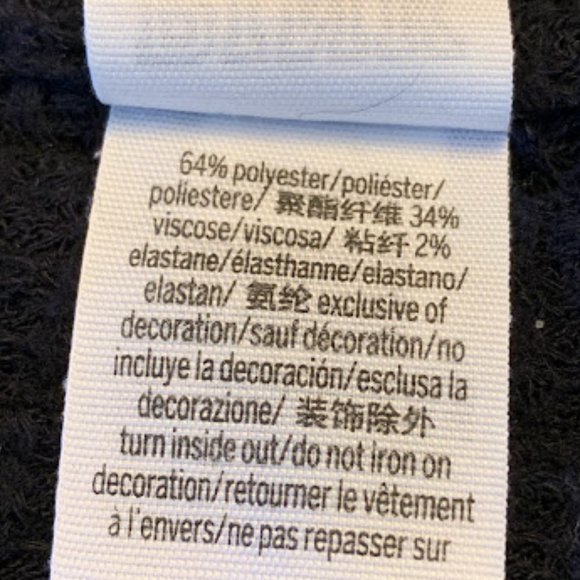 64% polyester/poliéster/
poliestere/ 聚酯纤维 34%
viscose/viscosa/ 粘纤 2%
elastane/élasthanne/elastano/
elastan/ 氨纶 exclusive of
decoration/sauf décoration/no
incluye la decoración/esclusa la
decorazione/ 装饰除外
turn inside out/do not iron on
decoration/retourner le vêtement
à l'envers/ne pas repasser sur